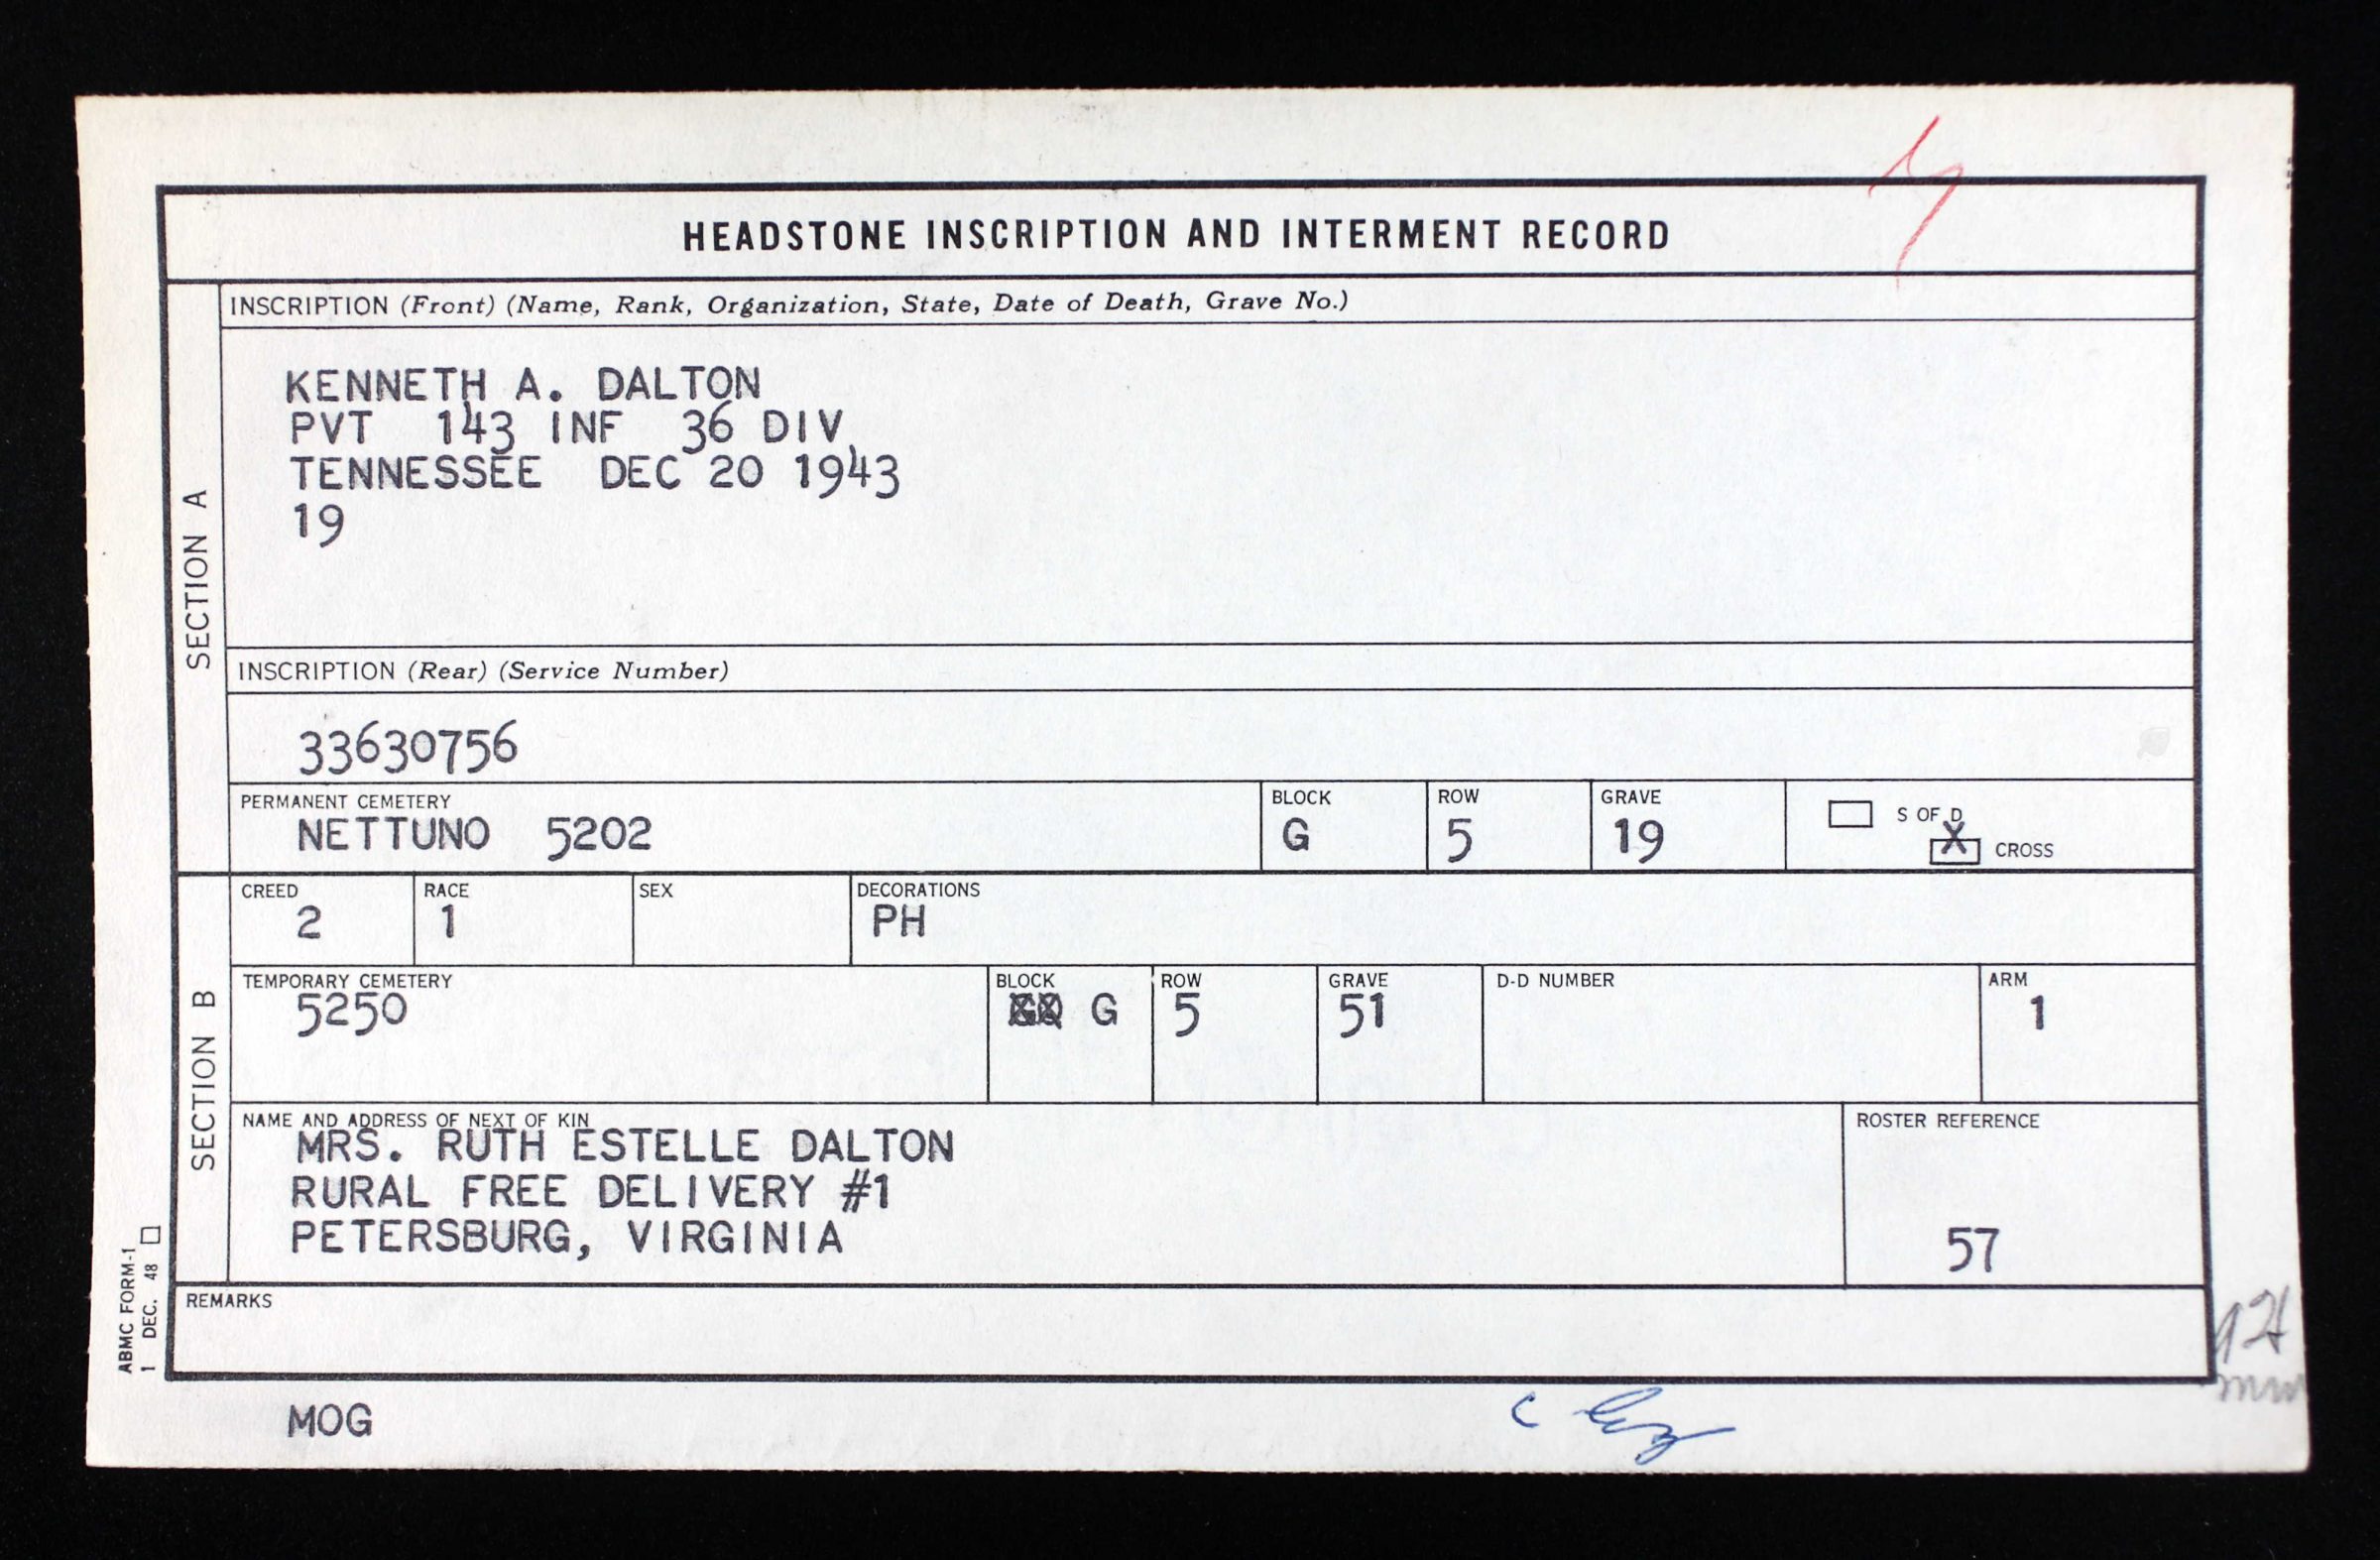 HEADSTONE INSCRIPTION AND INTERMENT RECORD
SECTION A
INSCRIPTION (Front) (Name, Rank, Organization, State, Date of Death, Grave No.)
KENNETH A. DALTON
PVT 143 INF 36 DIV
TENNESSEE DEC 20 1943
19
INSCRIPTION (Rear) (Service Number)
33630756
PERMANENT CEMETERY BLOCK ROW GRAVE
NETTUNO 5202 G 5 19
S OF D
X CROSS
SECTION B
CREED RACE SEX DECORATIONS
2 1 PH
TEMPORARY CEMETERY BLOCK ROW GRAVE D-D NUMBER ARM
5250 G 5 51 1
NAME AND ADDRESS OF NEXT OF KIN ROSTER REFERENCE
MRS. RUTH ESTELLE DALTON
RURAL FREE DELIVERY #1
PETERSBURG, VIRGINIA 57
REMARKS
ABMC FORM-1
1 DEC. 48
MOG